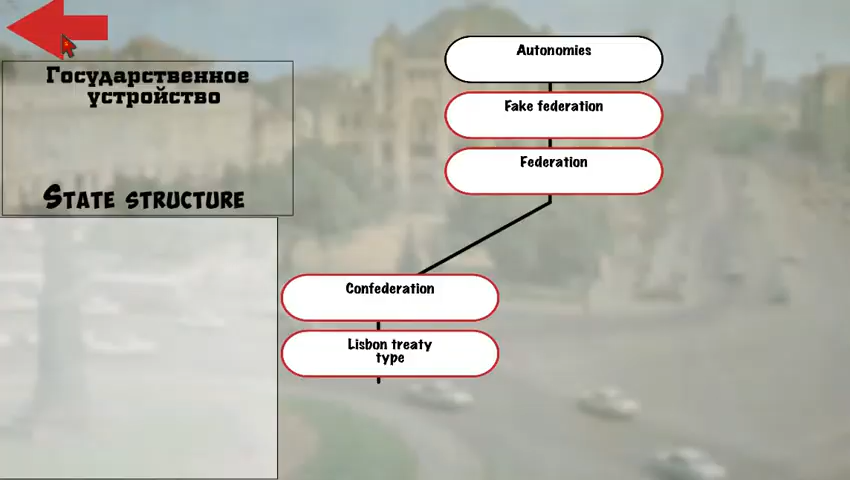 Государственное
устройство
State structure
Autonomies
Fake federation
Federation
Confederation
Lisbon treaty
type